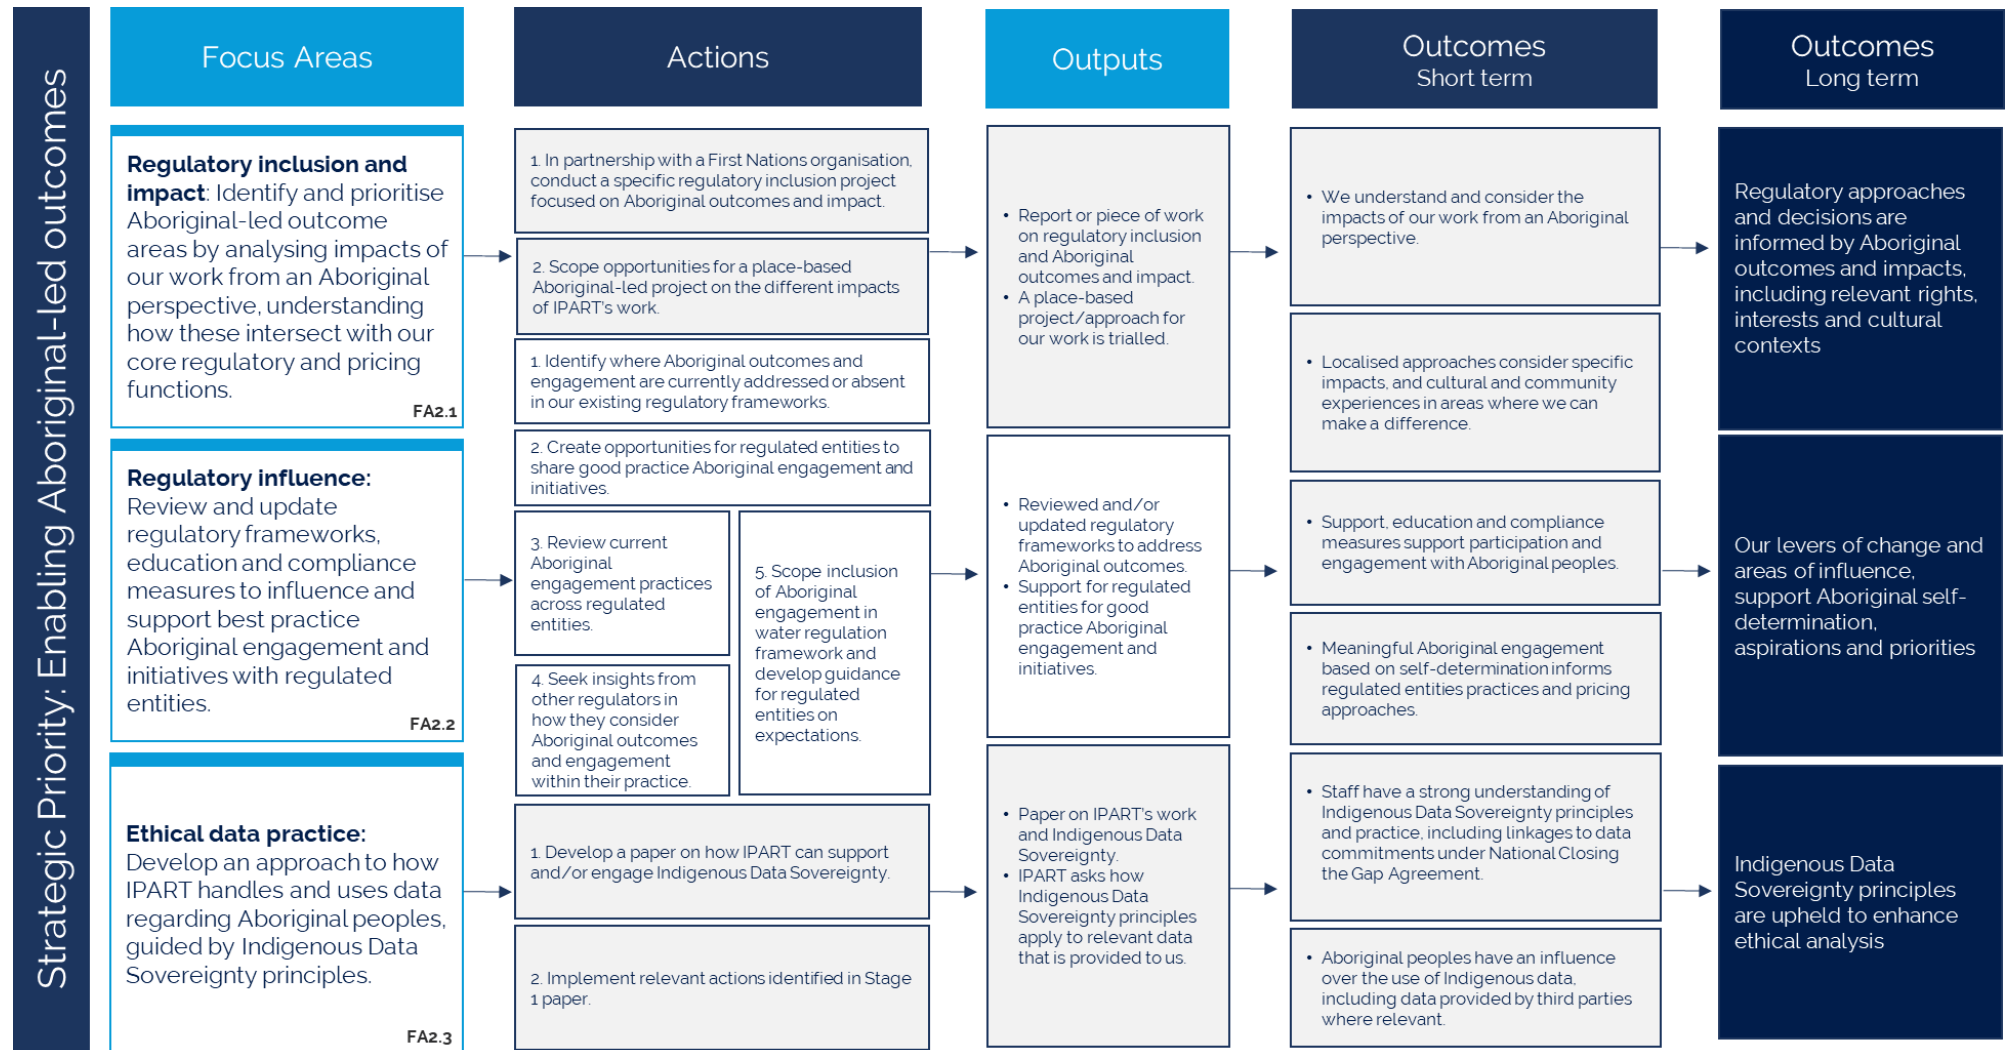 Strategic Priority: Enabling Aboriginal-led outcomes
Focus Areas
Actions
Outputs
Outcomes
Short term
Outcomes
Long term
Regulatory inclusion and
impact: Identify and prioritise
Aboriginal-led outcome
areas by analysing impacts of
our work from an Aboriginal
perspective, understanding
how these intersect with our
core regulatory and pricing
functions.
FA2.1
1. In partnership with a First Nations organisation,
conduct a specific regulatory inclusion project
focused on Aboriginal outcomes and impact.
2. Scope opportunities for a place-based
Aboriginal-led project on the different impacts
of IPART's work.
• Report or piece of work
on regulatory inclusion
and Aboriginal
outcomes and impact.
• A place-based
project/approach for
our work is trialled.
• We understand and consider the
impacts of our work from an Aboriginal
perspective.
• Localised approaches consider specific
impacts, and cultural and community
experiences in areas where we can
make a difference.
Regulatory approaches
and decisions are
informed by Aboriginal
outcomes and impacts,
including relevant rights,
interests and cultural
contexts
Regulatory influence:
Review and update
regulatory frameworks,
education and compliance
measures to influence and
support best practice
Aboriginal engagement and
initiatives with regulated
entities.
FA2.2
1. Identify where Aboriginal outcomes and
engagement are currently addressed or absent
in our existing regulatory frameworks.
2. Create opportunities for regulated entities to
share good practice Aboriginal engagement and
initiatives.
3. Review current
Aboriginal
engagement practices
across regulated
entities.
4. Seek insights from
other regulators in
how they consider
Aboriginal outcomes
and engagement
within their practice.
5. Scope inclusion
of Aboriginal
engagement in
water regulation
framework and
develop guidance
for regulated
entities on
expectations.
• Reviewed and/or
updated regulatory
frameworks to address
Aboriginal outcomes.
• Support for regulated
entities for good
practice Aboriginal
engagement and
initiatives.
• Support, education and compliance
measures support participation and
engagement with Aboriginal peoples.
• Meaningful Aboriginal engagement
based on self-determination informs
regulated entities practices and pricing
approaches.
Our levers of change and
areas of influence,
support Aboriginal self-
determination,
aspirations and priorities
Ethical data practice:
Develop an approach to how
IPART handles and uses data
regarding Aboriginal peoples,
guided by Indigenous Data
Sovereignty principles.
FA2.3
1. Develop a paper on how IPART can support
and/or engage Indigenous Data Sovereignty.
2. Implement relevant actions identified in Stage
1 paper.
• Paper on IPART's work
and Indigenous Data
Sovereignty.
• IPART asks how
Indigenous Data
Sovereignty principles
apply to relevant data
that is provided to us.
• Staff have a strong understanding of
Indigenous Data Sovereignty principles
and practice, including linkages to data
commitments under National Closing
the Gap Agreement.
• Aboriginal peoples have an influence
over the use of Indigenous data,
including data provided by third parties
where relevant.
Indigenous Data
Sovereignty principles
are upheld to enhance
ethical analysis